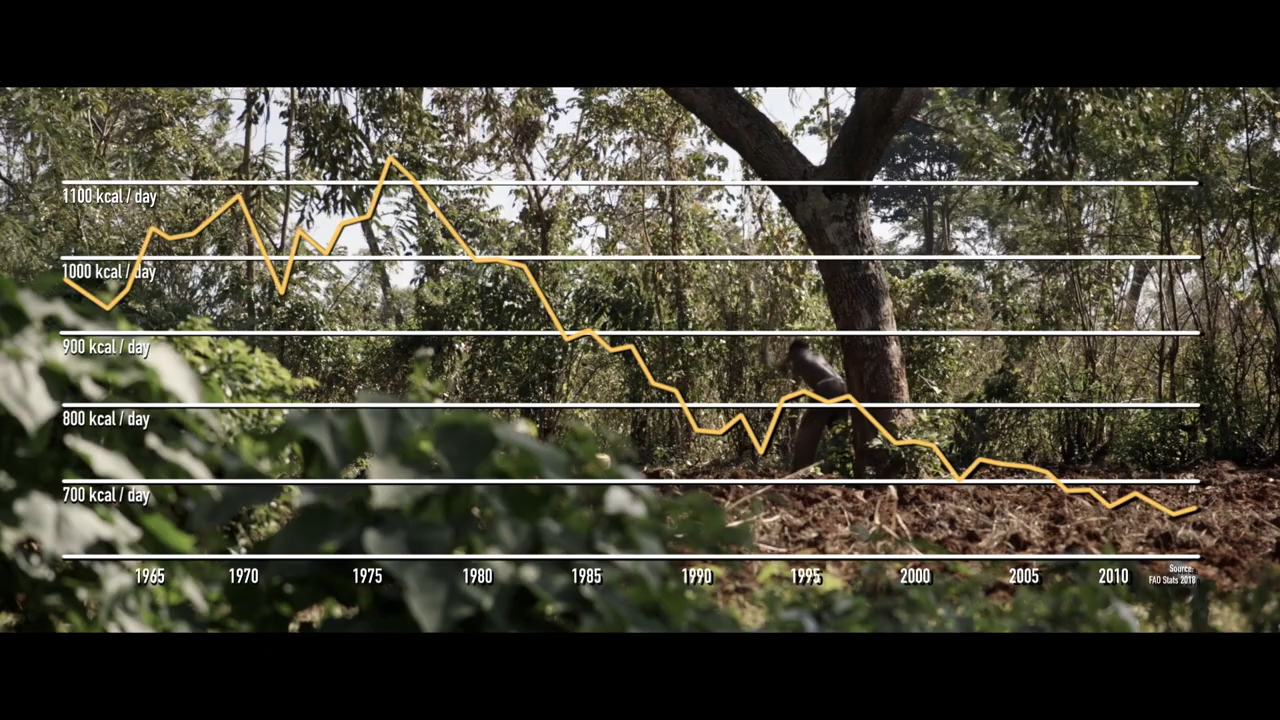 1100 kcal / day
1000 kcal / day
900 kcal / day
800 kcal / day
700 kcal / day
1965 1970 1975 1980 1985 1990 1995 2000 2005 2010
Source:
FAO Stats 2018